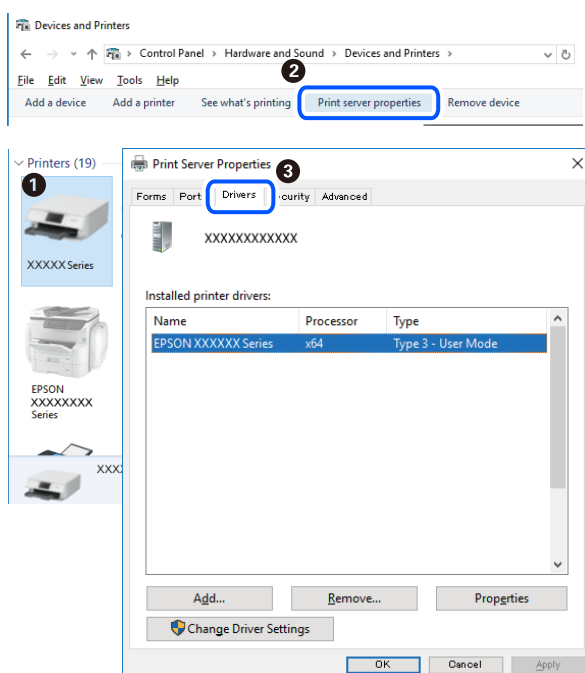 Devices and Printers
Control Panel > Hardware and Sound > Devices and Printers >
2
File Edit View Tools Help
Add a device Add a printer See what's printing Print server properties Remove device
Printers (19)
1
XXXXX Series
EPSON
XXXXXXXX
Series
XXX
Print Server Properties
3
Forms Port Drivers curity Advanced
XXXXXXXXXXXX
Installed printer drivers:
Name Processor Type
EPSON XXXXXX Series x64 Type 3 - User Mode
Add... Remove... Properties
Change Driver Settings
OK Cancel Apply